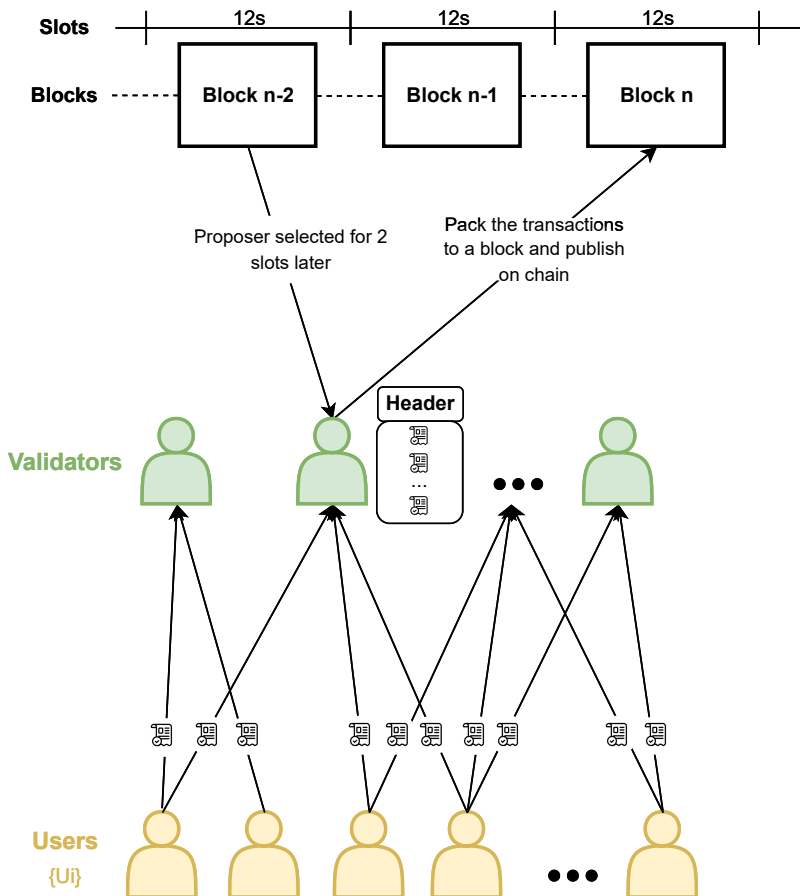 Slots
12s
12s
12s
Blocks
Block n-2
Block n-1
Block n
Proposer selected for 2
slots later
Pack the transactions
to a block and publish
on chain
Header
...
Validators
Users
{Ui}